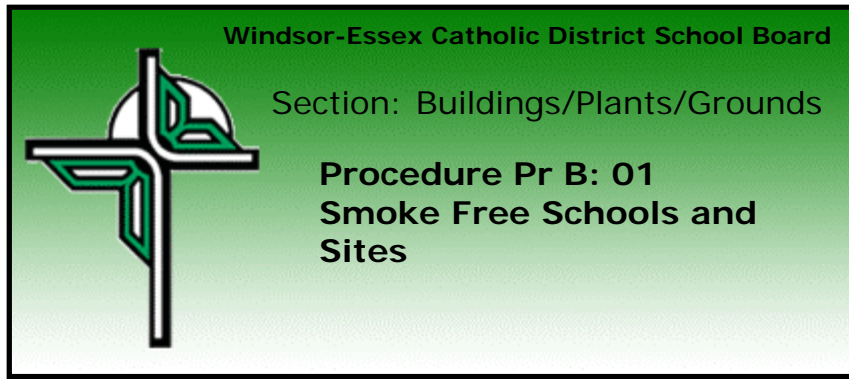 Windsor-Essex Catholic District School Board
Section: Buildings/Plants/Grounds
Procedure Pr B: 01
Smoke Free Schools and
Sites